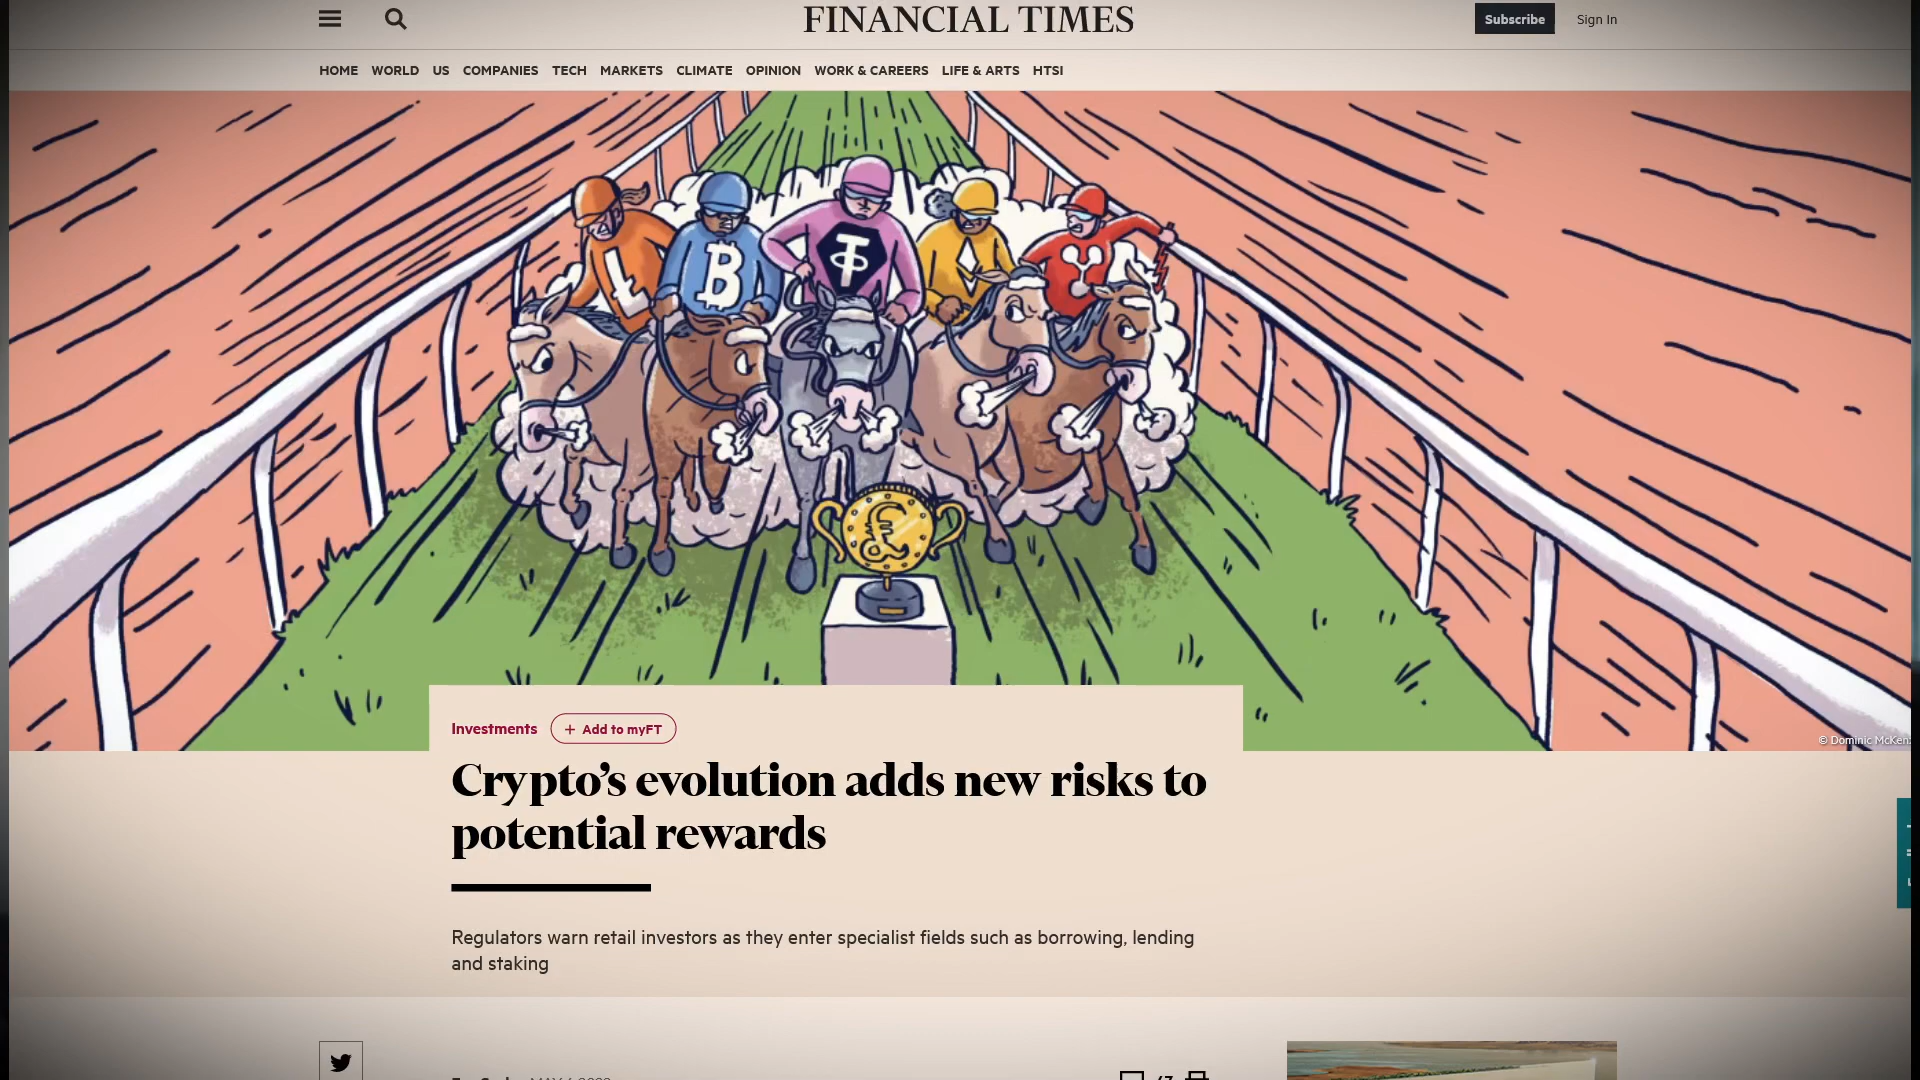 FINANCIAL TIMES
Subscribe
Sign In
HOME WORLD US COMPANIES TECH MARKETS CLIMATE OPINION WORK & CAREERS LIFE & ARTS HTSI
B
£
© Dominic
Investments
+ Add to myFT
Crypto’s evolution adds new risks to
potential rewards
Regulators warn retail investors as they enter specialist fields such as borrowing, lending
and staking